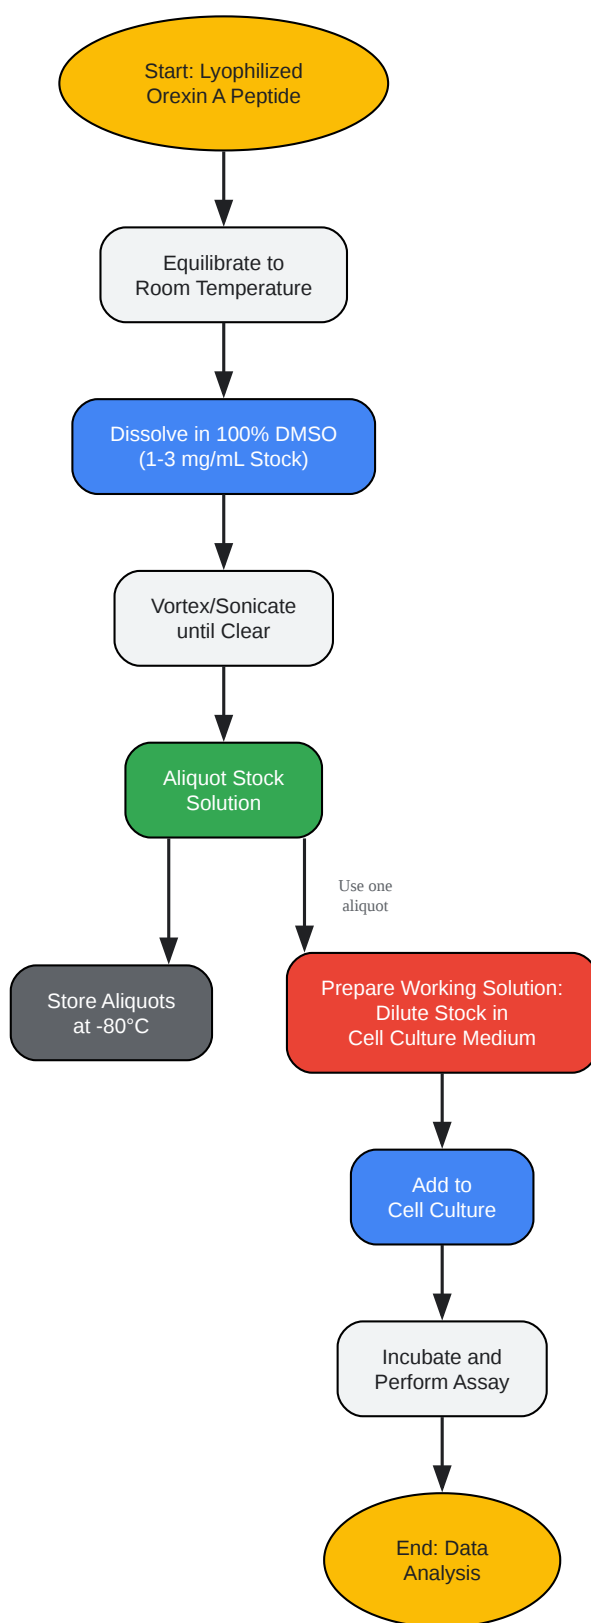 Start: Lyophilized
Orexin A Peptide
Equilibrate to
Room Temperature
Dissolve in 100% DMSO
(1-3 mg/mL Stock)
Vortex/Sonicate
until Clear
Aliquot Stock
Solution
Use one
aliquot
Store Aliquots
at -80°C
Prepare Working Solution:
Dilute Stock in
Cell Culture Medium
Add to
Cell Culture
Incubate and
Perform Assay
End: Data
Analysis